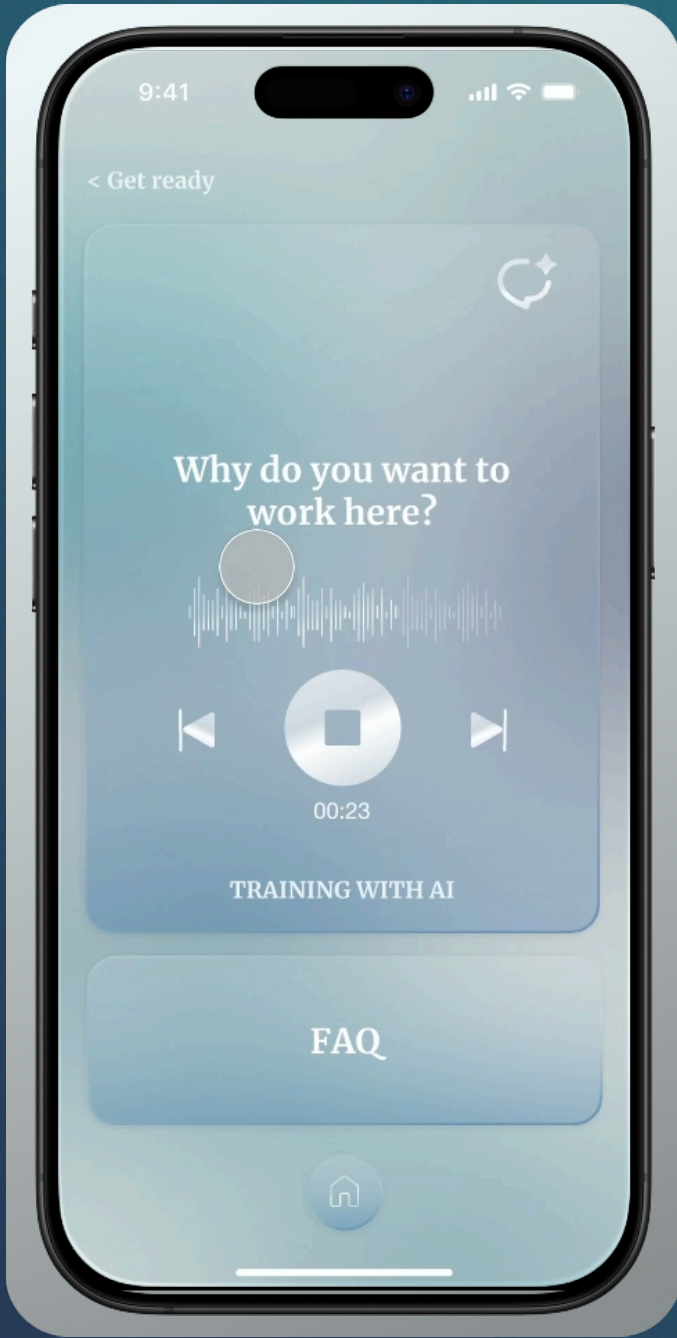 9:41
< Get ready
Why do you want to
work here?
00:23
TRAINING WITH AI
FAQ